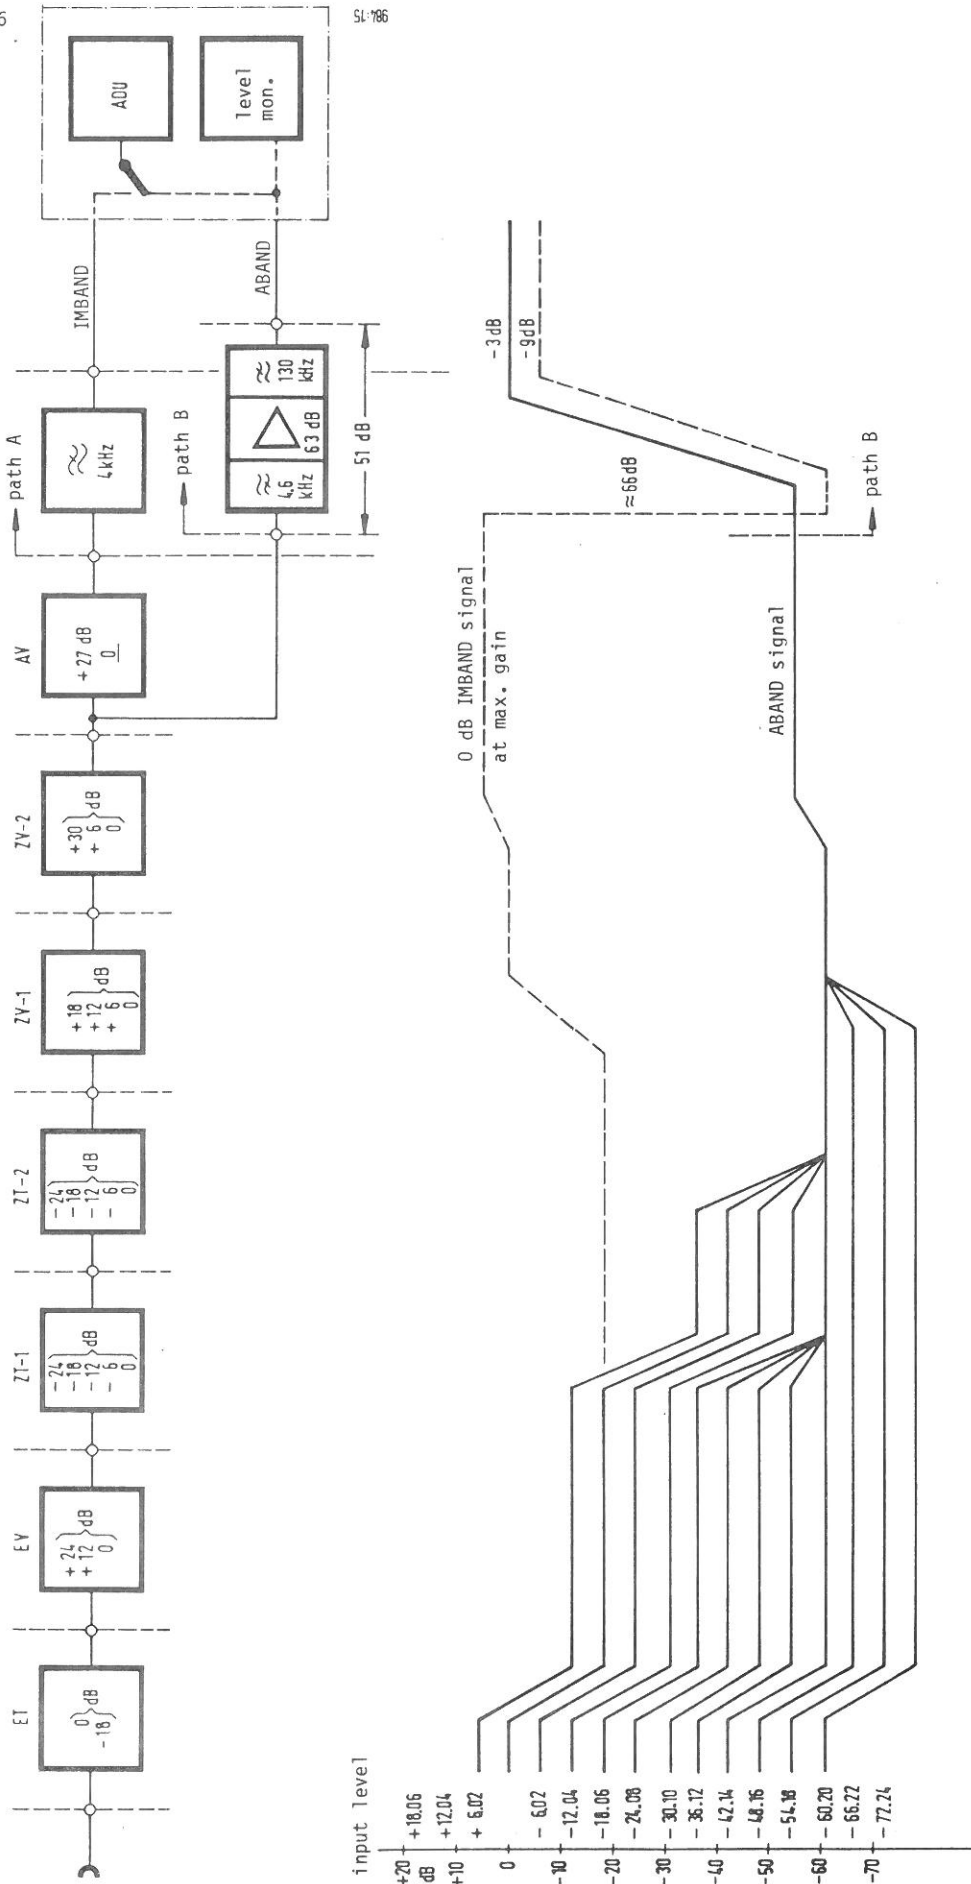 6
984-15
ET
0
-18
dB
EV
+24
+12
0
dB
ZT-1
-24
-18
-12
-6
0
dB
ZT-2
-24
-18
-12
-6
0
dB
ZV-1
+18
+12
+6
0
dB
ZV-2
+30
+6
0
dB
AV
+27 dB
0
path A
4 kHz
IMBAND
ADU
level
mon.
path B
4,6
kHz
63 dB
130
kHz
ABAND
51 dB
input level
+18.06
+12.04
+6.02
-6.02
-12.04
-18.06
-24.08
-30.10
-36.12
-42.14
-48.16
-54.18
-60.20
-66.22
-72.24
+20
dB
+10
0
-10
-20
-30
-40
-50
-60
-70
0 dB IMBAND signal
at max. gain
ABAND signal
≈66dB
-3dB
-9dB
path B